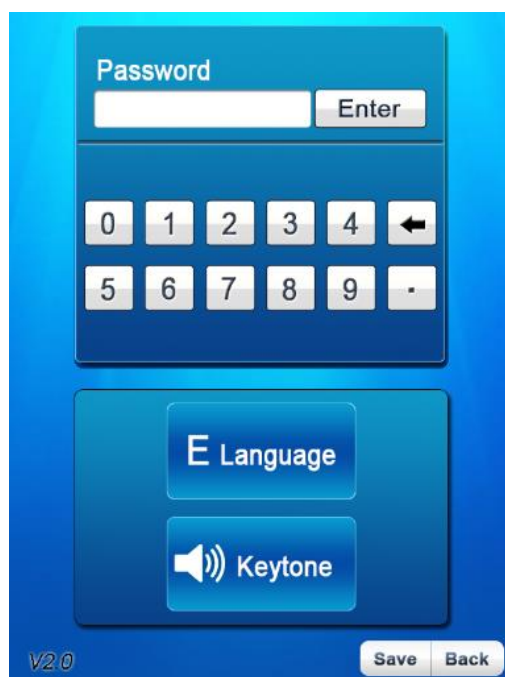 Password
Enter
0 1 2 3 4
5 6 7 8 9 .
E Language
Keytone
V2.0 Save Back